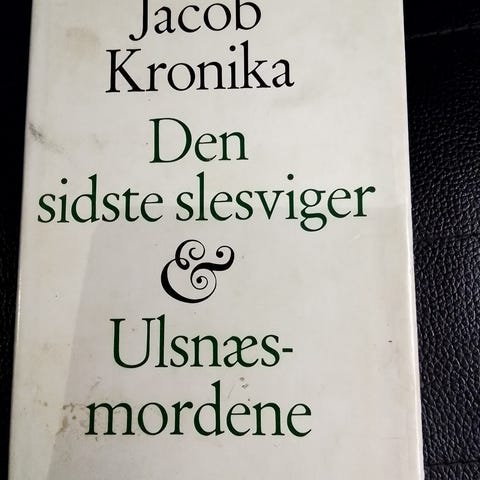 Jacob
Kronika
Den
sidste slesviger
&
Ulsnæs-
mordene